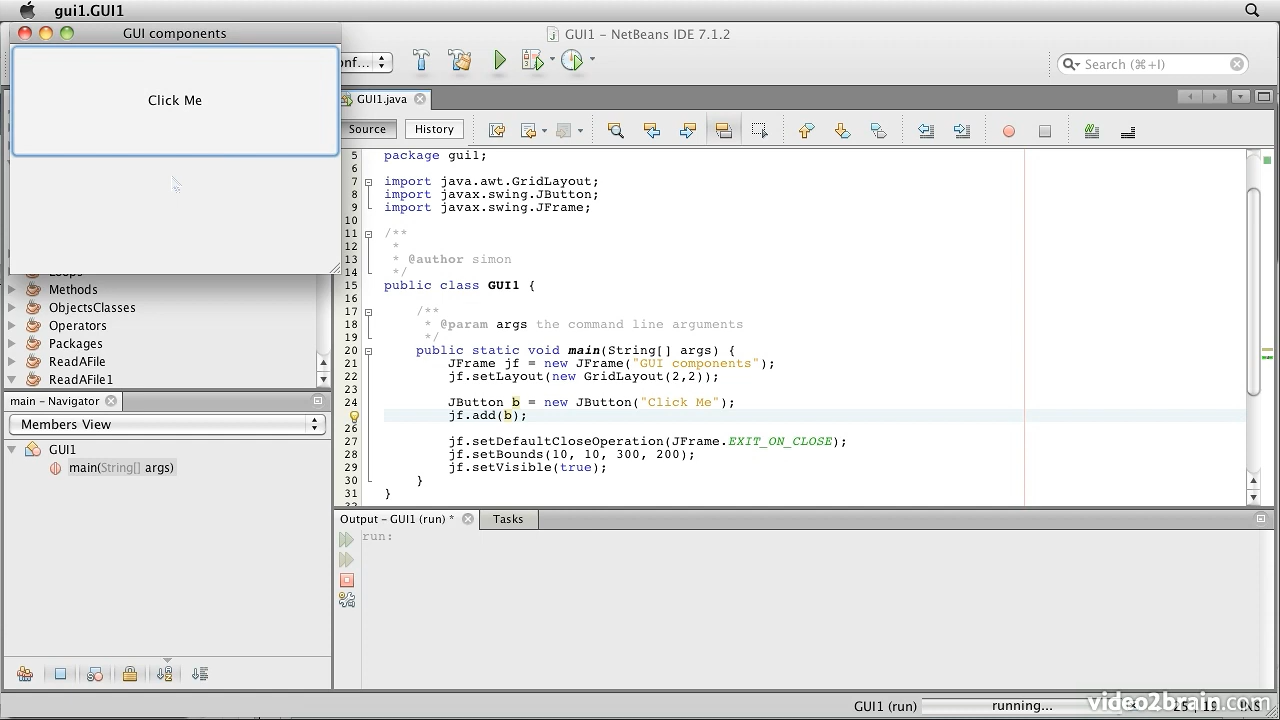 gui1.GUI1
GUI components
GUI1 - NetBeans IDE 7.1.2
Click Me
onf...
Search (⌘+I)
GUI1.java
Source
History
5 package gui1;
6
7 import java.awt.GridLayout;
8 import javax.swing.JButton;
9 import javax.swing.JFrame;
10
11 /**
12 *
13 * @author simon
14 */
15 public class GUI1 {
16
17 /**
18 * @param args the command line arguments
19 */
20 public static void main(String[] args) {
21 JFrame jf = new JFrame("GUI components");
22 jf.setLayout(new GridLayout(2,2));
23
24 JButton b = new JButton("Click Me");
jf.add(b);
26
27 jf.setDefaultCloseOperation(JFrame.EXIT_ON_CLOSE);
28 jf.setBounds(10, 10, 300, 200);
29 jf.setVisible(true);
30 }
31 }
Loops
Methods
ObjectsClasses
Operators
Packages
ReadAFile
ReadAFile1
main - Navigator
Members View
GUI1
main(String[] args)
Output - GUI1 (run) *
Tasks
run:
GUI1 (run)
running...
25 | 19
INS
video2brain.com